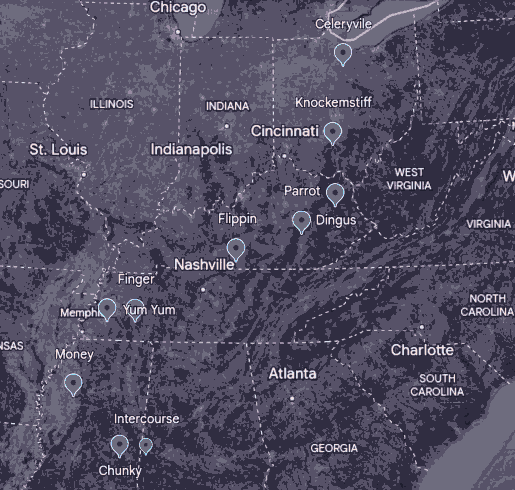 Chicago
Celeryvile
Knockemstiff
ILLINOIS
INDIANA
Cincinnati
St. Louis
Indianapolis
WEST
VIRGINIA
SOURI
Parrot
Flippin
Dingus
VIRGINIA
Nashville
Finger
Memph
Yum Yum
NORTH
CAROLINA
NSAS
Money
Charlotte
Atlanta
SOUTH
CAROLINA
Intercourse
GEORGIA
Chunky